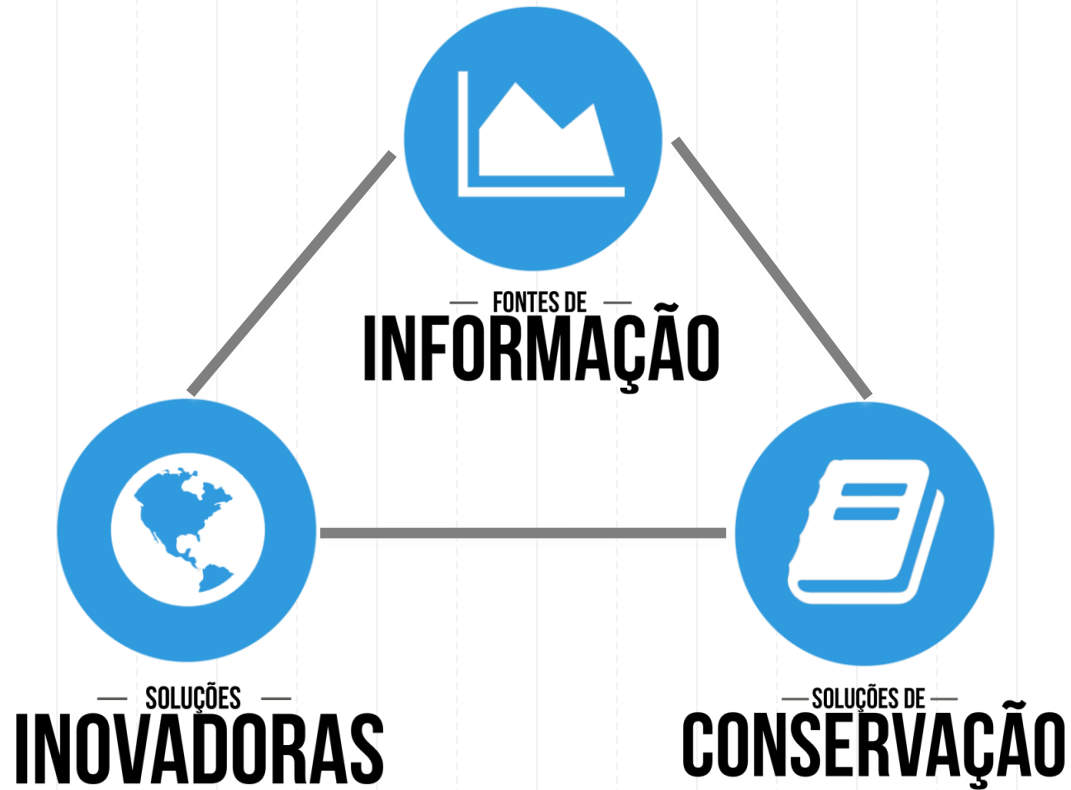 FONTES DE
INFORMAÇÃO
SOLUÇÕES
INOVADORAS
SOLUÇÕES DE
CONSERVAÇÃO